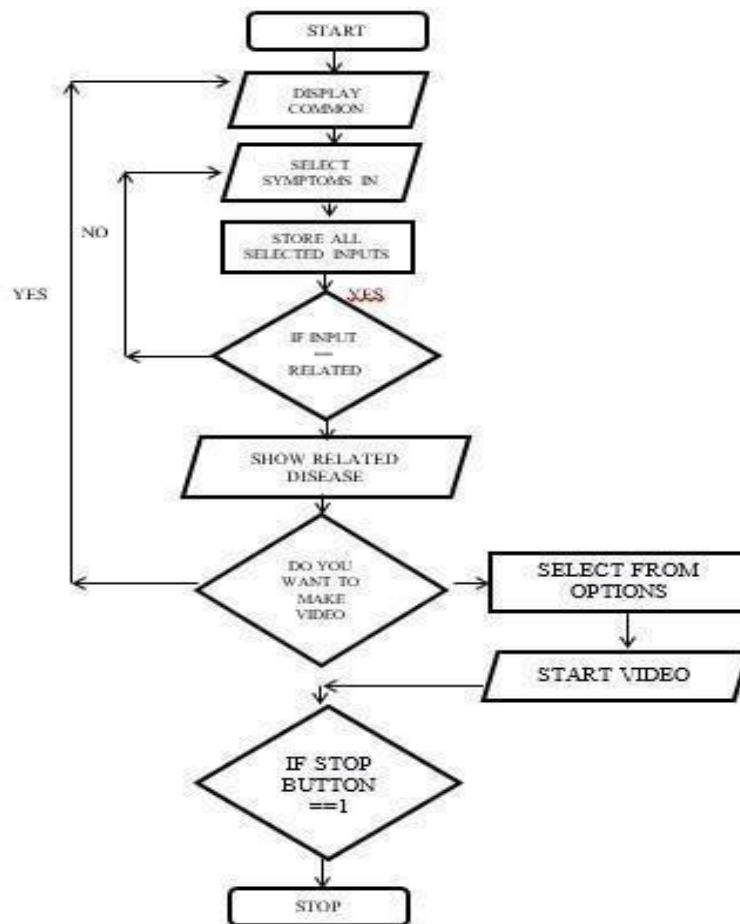 START
DISPLAY
COMMON
SELECT
SYMPTOMS IN
NO
STORE ALL
SELECTED INPUTS
YES
YES
IF INPUT
==
RELATED
SHOW RELATED
DISEASE
DO YOU
WANT TO
MAKE
VIDEO
SELECT FROM
OPTIONS
START VIDEO
IF STOP
BUTTON
==1
STOP